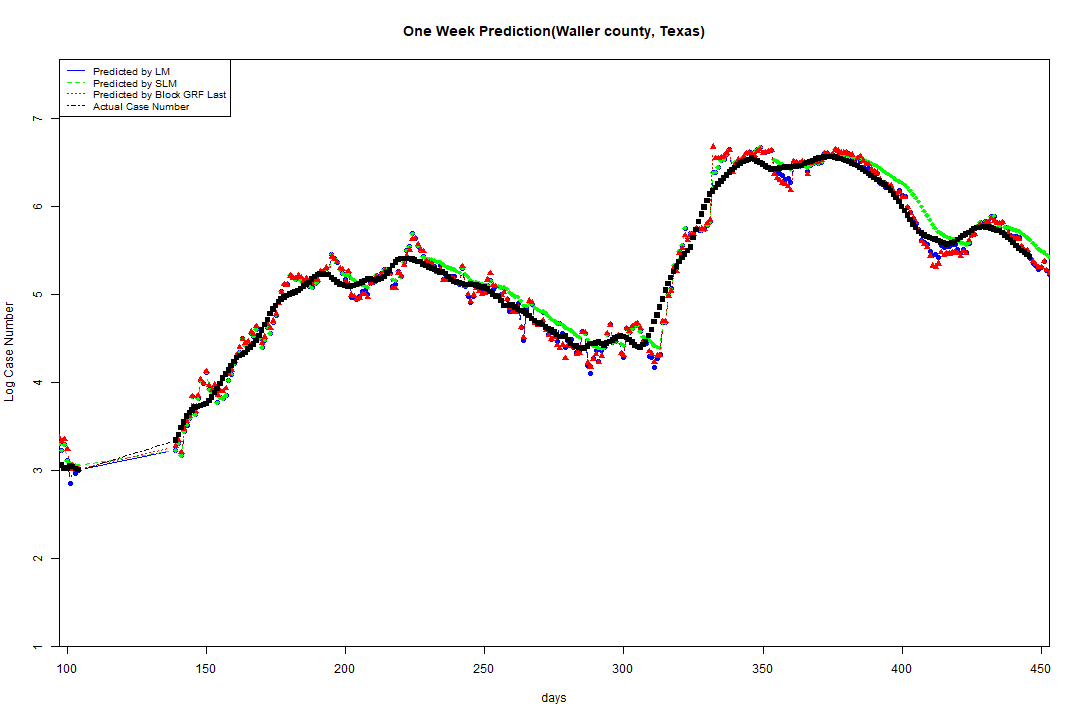 One Week Prediction(Waller county, Texas)
Predicted by LM
Predicted by SLM
Predicted by Block GRF Last
Actual Case Number
7
6
5
4
3
2
1
Log Case Number
100 150 200 250 300 350 400 450
days